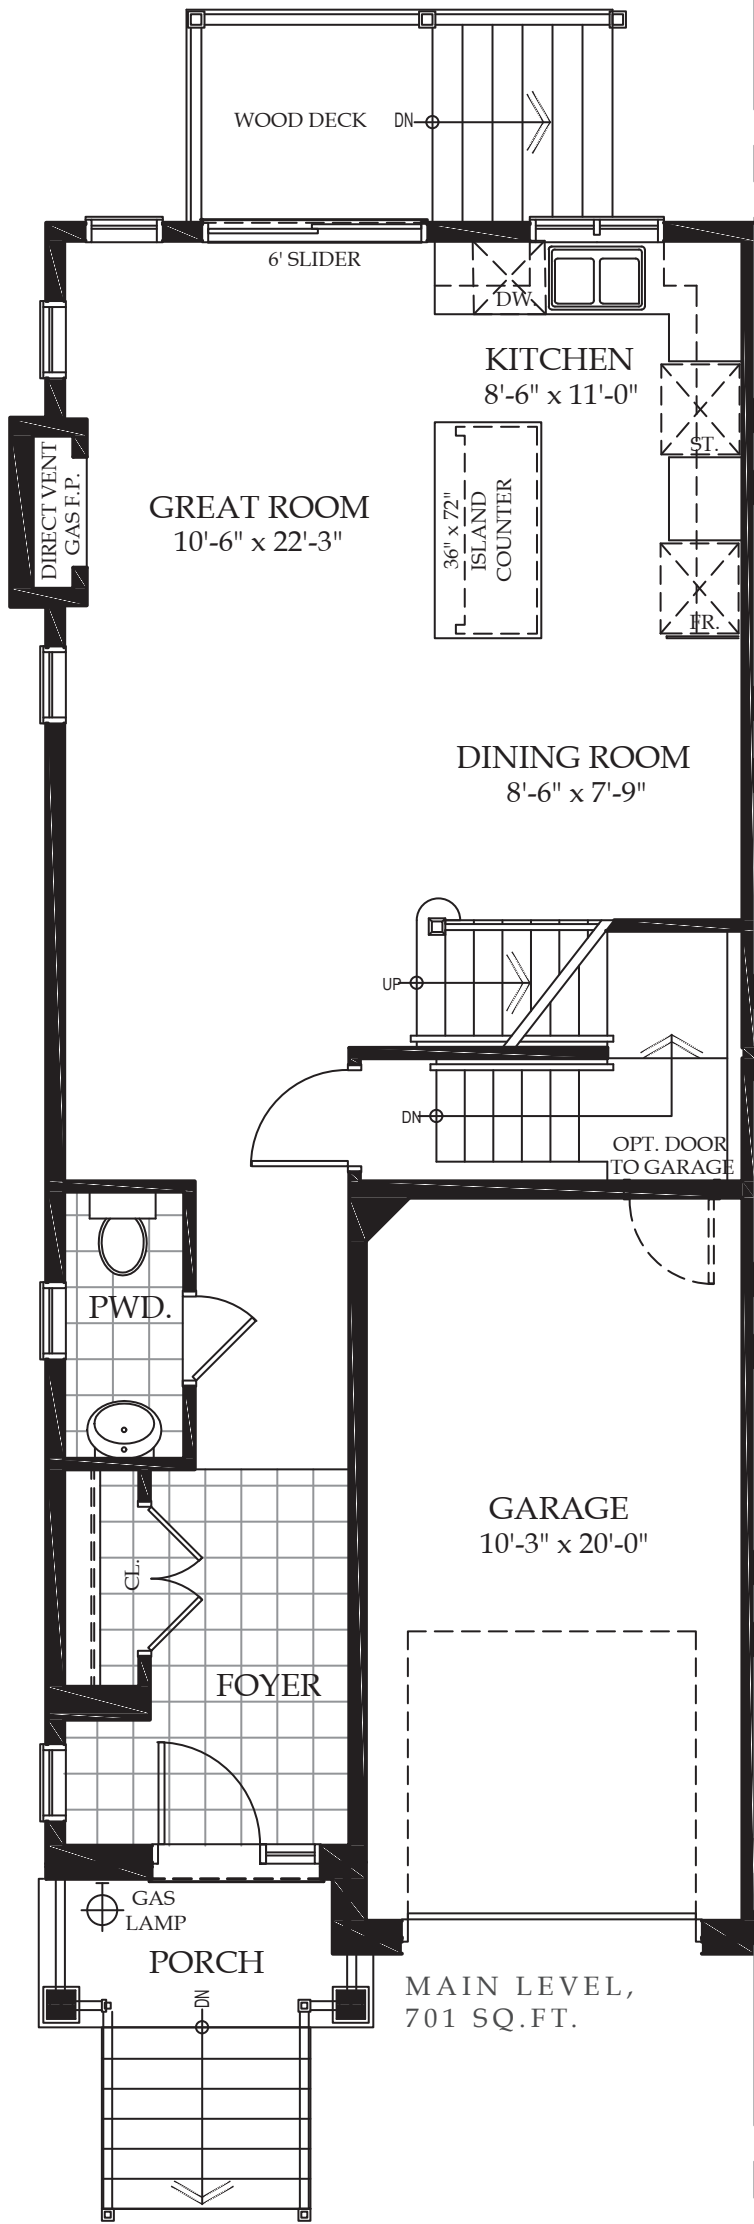 WOOD DECK
DN
6' SLIDER
DW.
KITCHEN
8'-6" x 11'-0"
ST.
DIRECT VENT
GAS F.P.
GREAT ROOM
10'-6" x 22'-3"
36" x 72"
ISLAND
COUNTER
FR.
DINING ROOM
8'-6" x 7'-9"
UP
DN
OPT. DOOR
TO GARAGE
PWD.
GARAGE
10'-3" x 20'-0"
CL.
FOYER
GAS
LAMP
PORCH
DN
MAIN LEVEL,
701 SQ.FT.